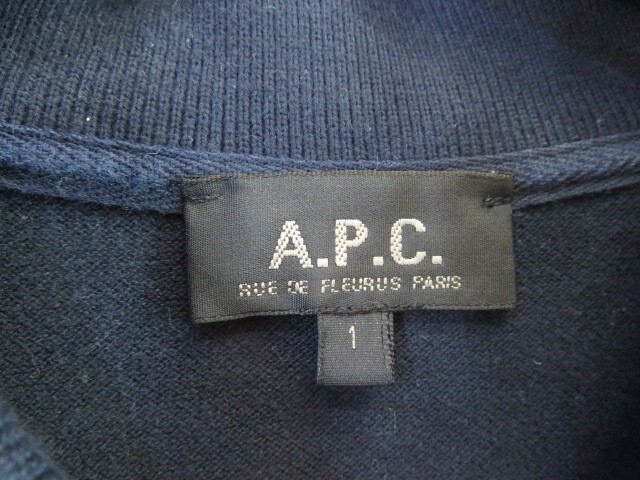 A.P.C.
RUE DE FLEURUS PARIS
1